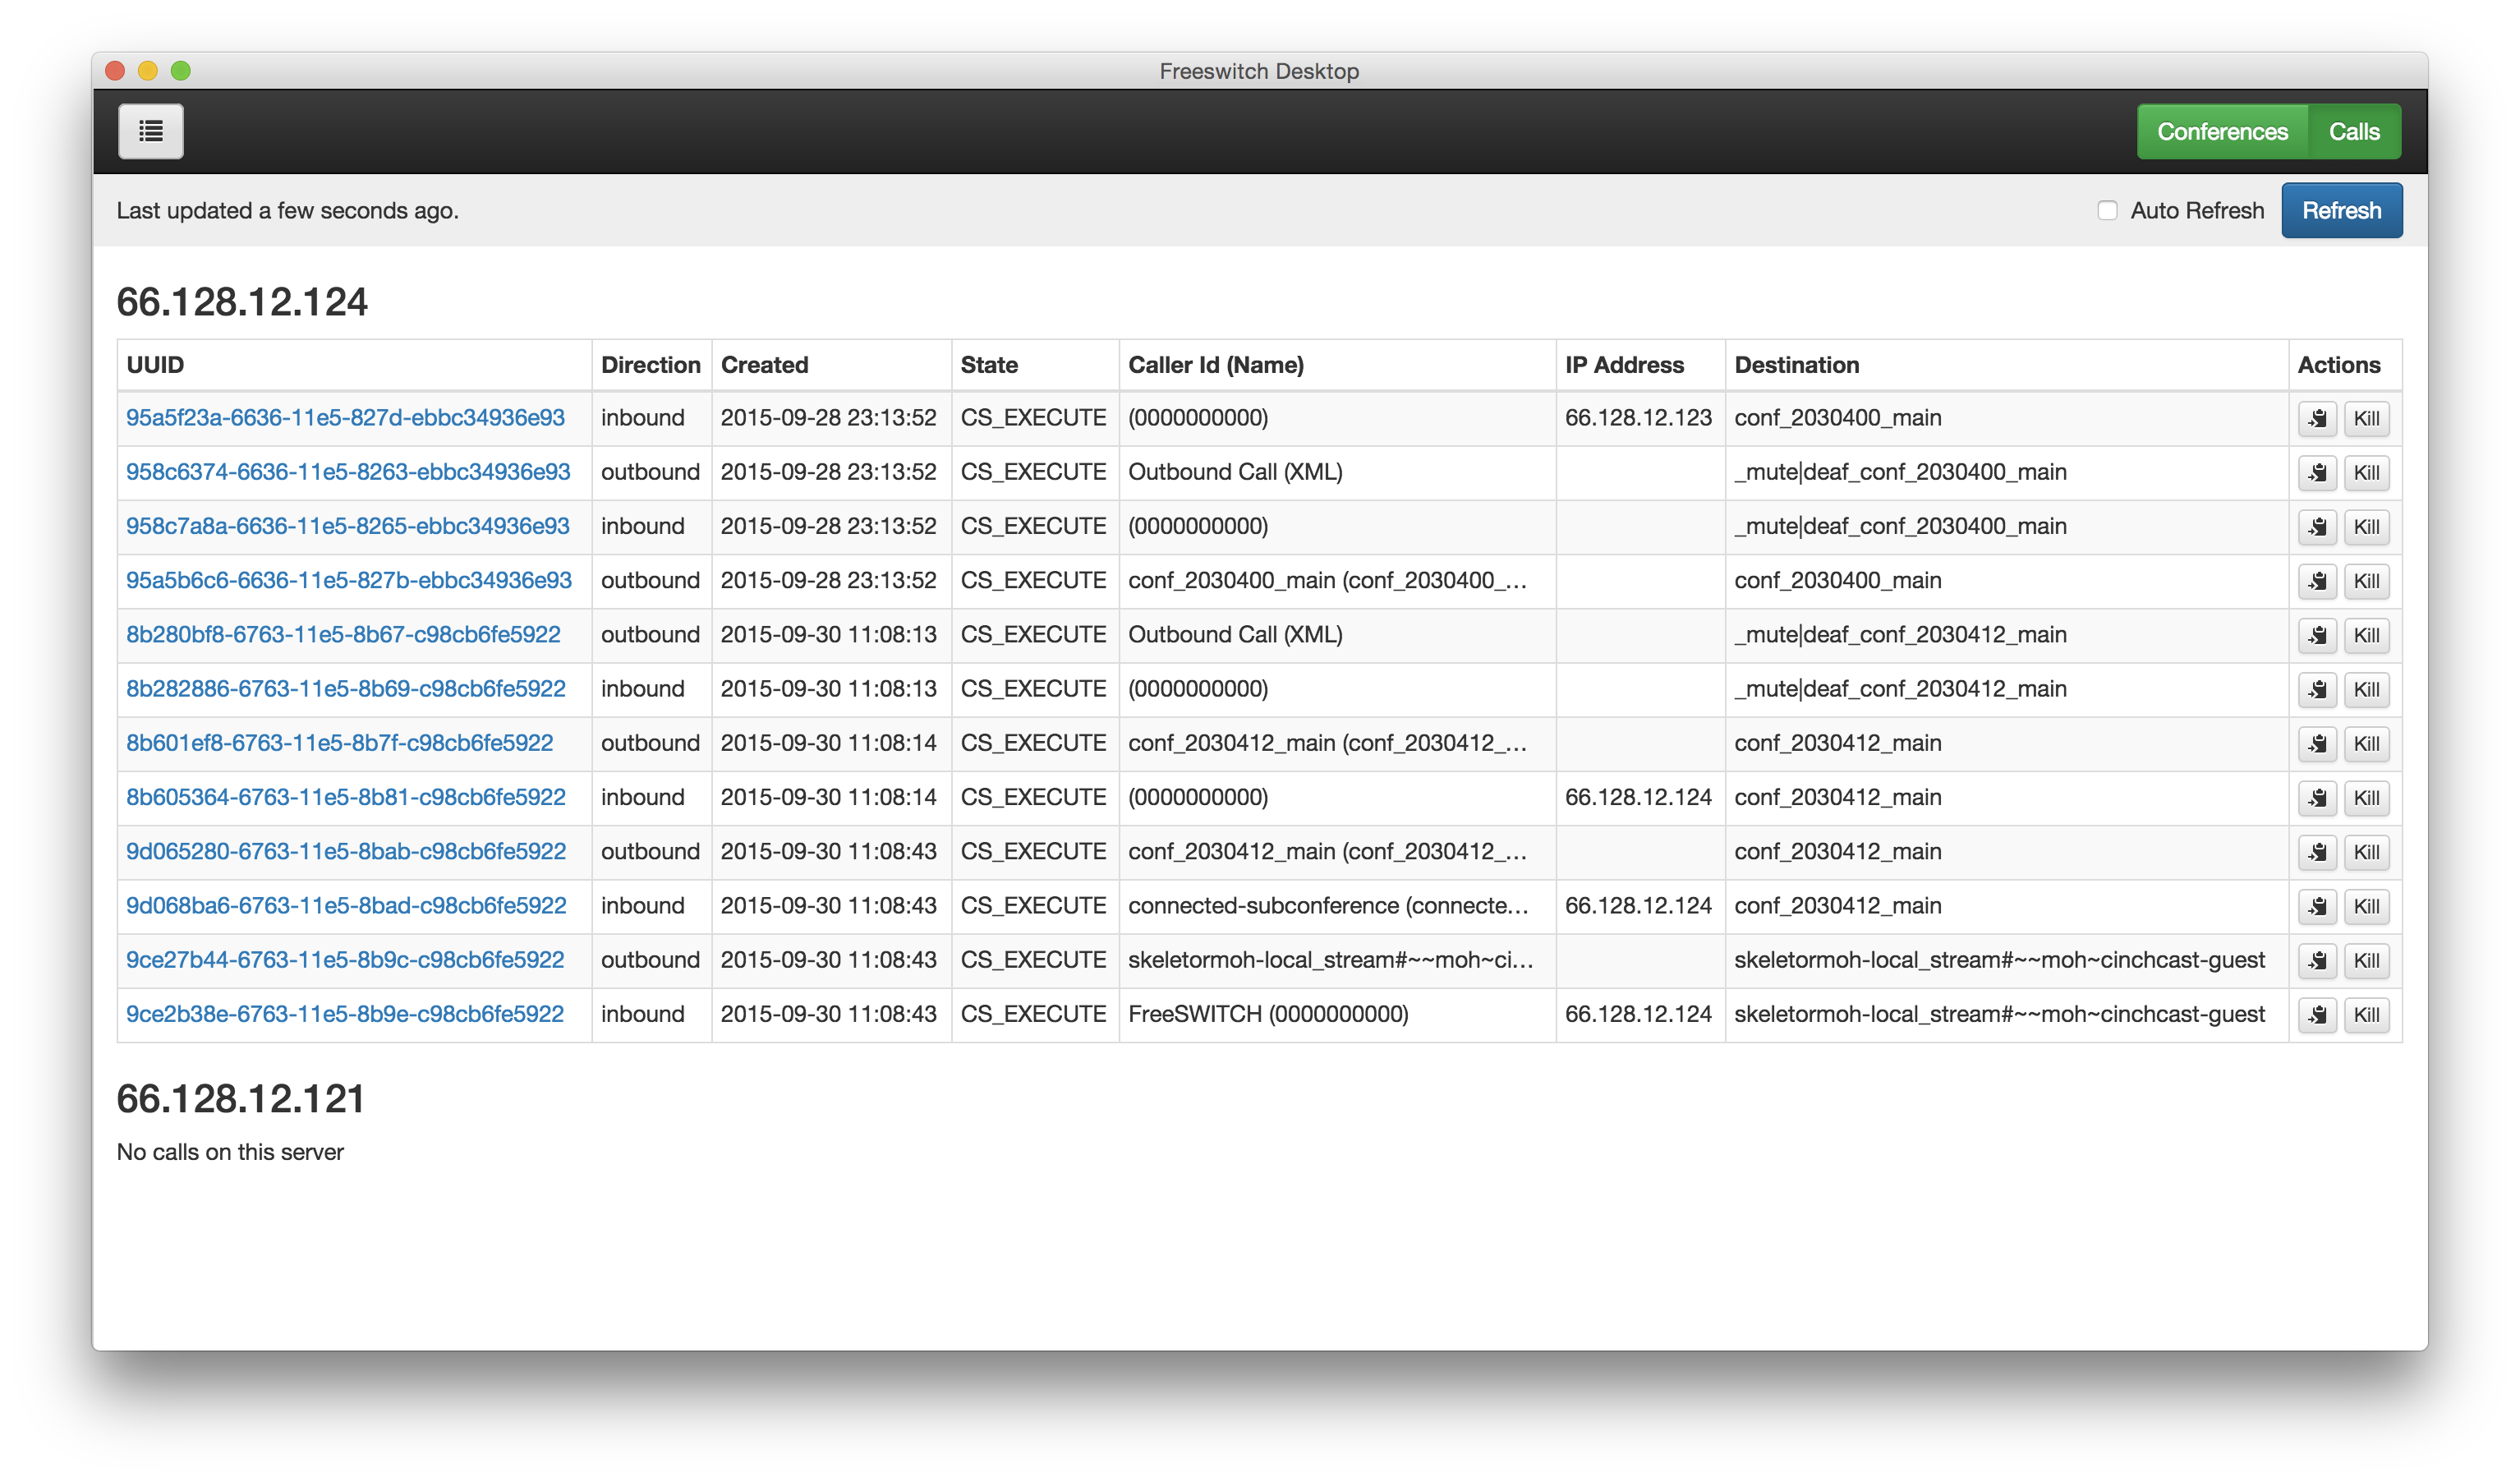 Freeswitch Desktop
Conferences Calls
Last updated a few seconds ago. Auto Refresh Refresh
66.128.12.124
UUID Direction Created State Caller Id (Name) IP Address Destination Actions
95a5f23a-6636-11e5-827d-ebbc34936e93 inbound 2015-09-28 23:13:52 CS_EXECUTE (0000000000) 66.128.12.123 conf_2030400_main Kill
958c6374-6636-11e5-8263-ebbc34936e93 outbound 2015-09-28 23:13:52 CS_EXECUTE Outbound Call (XML) _mute|deaf_conf_2030400_main Kill
958c7a8a-6636-11e5-8265-ebbc34936e93 inbound 2015-09-28 23:13:52 CS_EXECUTE (0000000000) _mute|deaf_conf_2030400_main Kill
95a5b6c6-6636-11e5-827b-ebbc34936e93 outbound 2015-09-28 23:13:52 CS_EXECUTE conf_2030400_main (conf_2030400_… conf_2030400_main Kill
8b280bf8-6763-11e5-8b67-c98cb6fe5922 outbound 2015-09-30 11:08:13 CS_EXECUTE Outbound Call (XML) _mute|deaf_conf_2030412_main Kill
8b282886-6763-11e5-8b69-c98cb6fe5922 inbound 2015-09-30 11:08:13 CS_EXECUTE (0000000000) _mute|deaf_conf_2030412_main Kill
8b601ef8-6763-11e5-8b7f-c98cb6fe5922 outbound 2015-09-30 11:08:14 CS_EXECUTE conf_2030412_main (conf_2030412_… conf_2030412_main Kill
8b605364-6763-11e5-8b81-c98cb6fe5922 inbound 2015-09-30 11:08:14 CS_EXECUTE (0000000000) 66.128.12.124 conf_2030412_main Kill
9d065280-6763-11e5-8bab-c98cb6fe5922 outbound 2015-09-30 11:08:43 CS_EXECUTE conf_2030412_main (conf_2030412_… conf_2030412_main Kill
9d068ba6-6763-11e5-8bad-c98cb6fe5922 inbound 2015-09-30 11:08:43 CS_EXECUTE connected-subconference (connecte… 66.128.12.124 conf_2030412_main Kill
9ce27b44-6763-11e5-8b9c-c98cb6fe5922 outbound 2015-09-30 11:08:43 CS_EXECUTE skeletormoh-local_stream#~~moh~ci… skeletormoh-local_stream#~~moh~cinchcast-guest Kill
9ce2b38e-6763-11e5-8b9e-c98cb6fe5922 inbound 2015-09-30 11:08:43 CS_EXECUTE FreeSWITCH (0000000000) 66.128.12.124 skeletormoh-local_stream#~~moh~cinchcast-guest Kill
66.128.12.121
No calls on this server